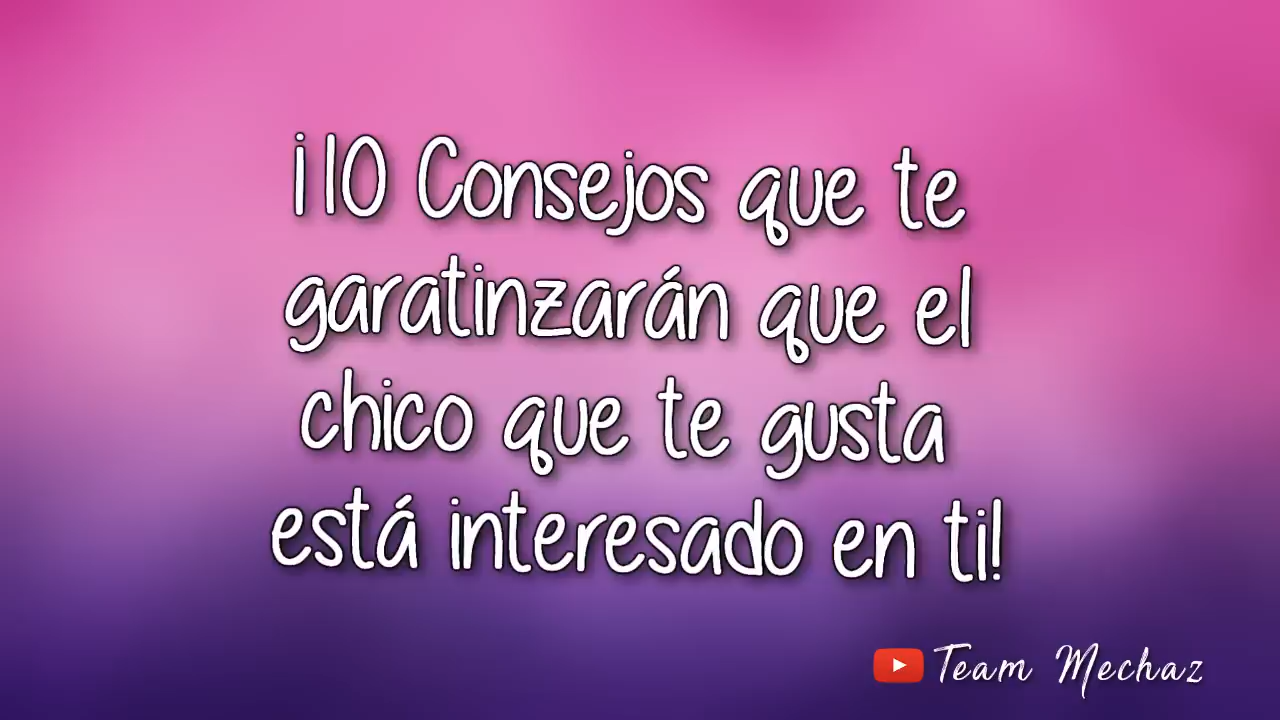 ¡10 Consejos que te
garatinzarán que el
chico que te gusta
está interesado en ti!
Team Mechaz